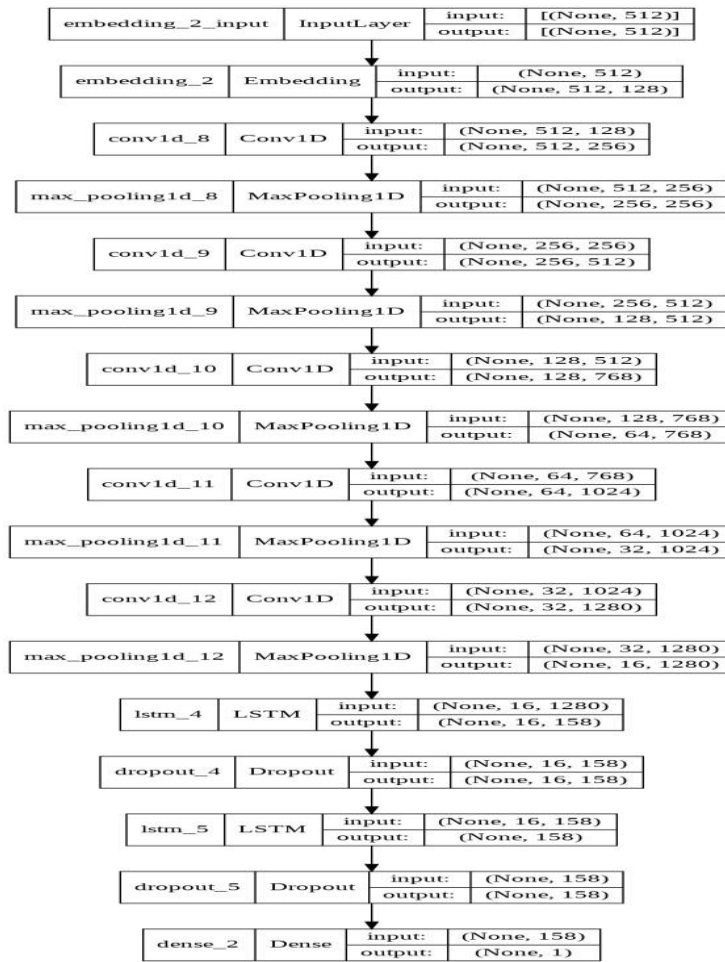 embedding_2_input InputLayer input: [(None, 512)]
output: [(None, 512)]
embedding_2 Embedding input: (None, 512)
output: (None, 512, 128)
conv1d_8 Conv1D input: (None, 512, 128)
output: (None, 512, 256)
max_pooling1d_8 MaxPooling1D input: (None, 512, 256)
output: (None, 256, 256)
conv1d_9 Conv1D input: (None, 256, 256)
output: (None, 256, 512)
max_pooling1d_9 MaxPooling1D input: (None, 256, 512)
output: (None, 128, 512)
conv1d_10 Conv1D input: (None, 128, 512)
output: (None, 128, 768)
max_pooling1d_10 MaxPooling1D input: (None, 128, 768)
output: (None, 64, 768)
conv1d_11 Conv1D input: (None, 64, 768)
output: (None, 64, 1024)
max_pooling1d_11 MaxPooling1D input: (None, 64, 1024)
output: (None, 32, 1024)
conv1d_12 Conv1D input: (None, 32, 1024)
output: (None, 32, 1280)
max_pooling1d_12 MaxPooling1D input: (None, 32, 1280)
output: (None, 16, 1280)
lstm_4 LSTM input: (None, 16, 1280)
output: (None, 16, 158)
dropout_4 Dropout input: (None, 16, 158)
output: (None, 16, 158)
lstm_5 LSTM input: (None, 16, 158)
output: (None, 158)
dropout_5 Dropout input: (None, 158)
output: (None, 158)
dense_2 Dense input: (None, 158)
output: (None, 1)